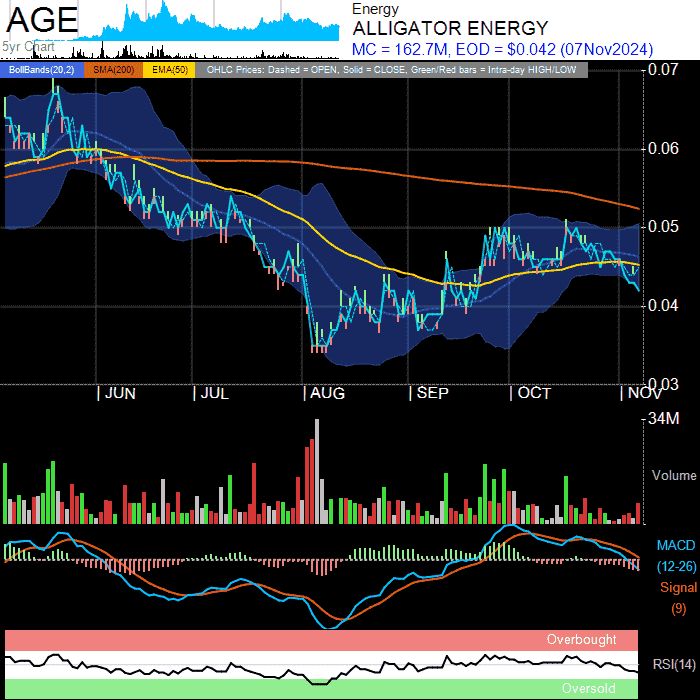 AGE
5yr Chart
Energy
ALLIGATOR ENERGY
MC = 162.7M, EOD = $0.042 (07Nov2024)
BollBands(20,2) SMA(200) EMA(50) OHLC Prices: Dashed = OPEN, Solid = CLOSE, Green/Red bars = Intra-day HIGH/LOW
0.07
0.06
0.05
0.04
0.03
JUN JUL AUG SEP OCT NOV
34M
Volume
MACD
(12-26)
Signal
(9)
Overbought
RSI(14)
Oversold